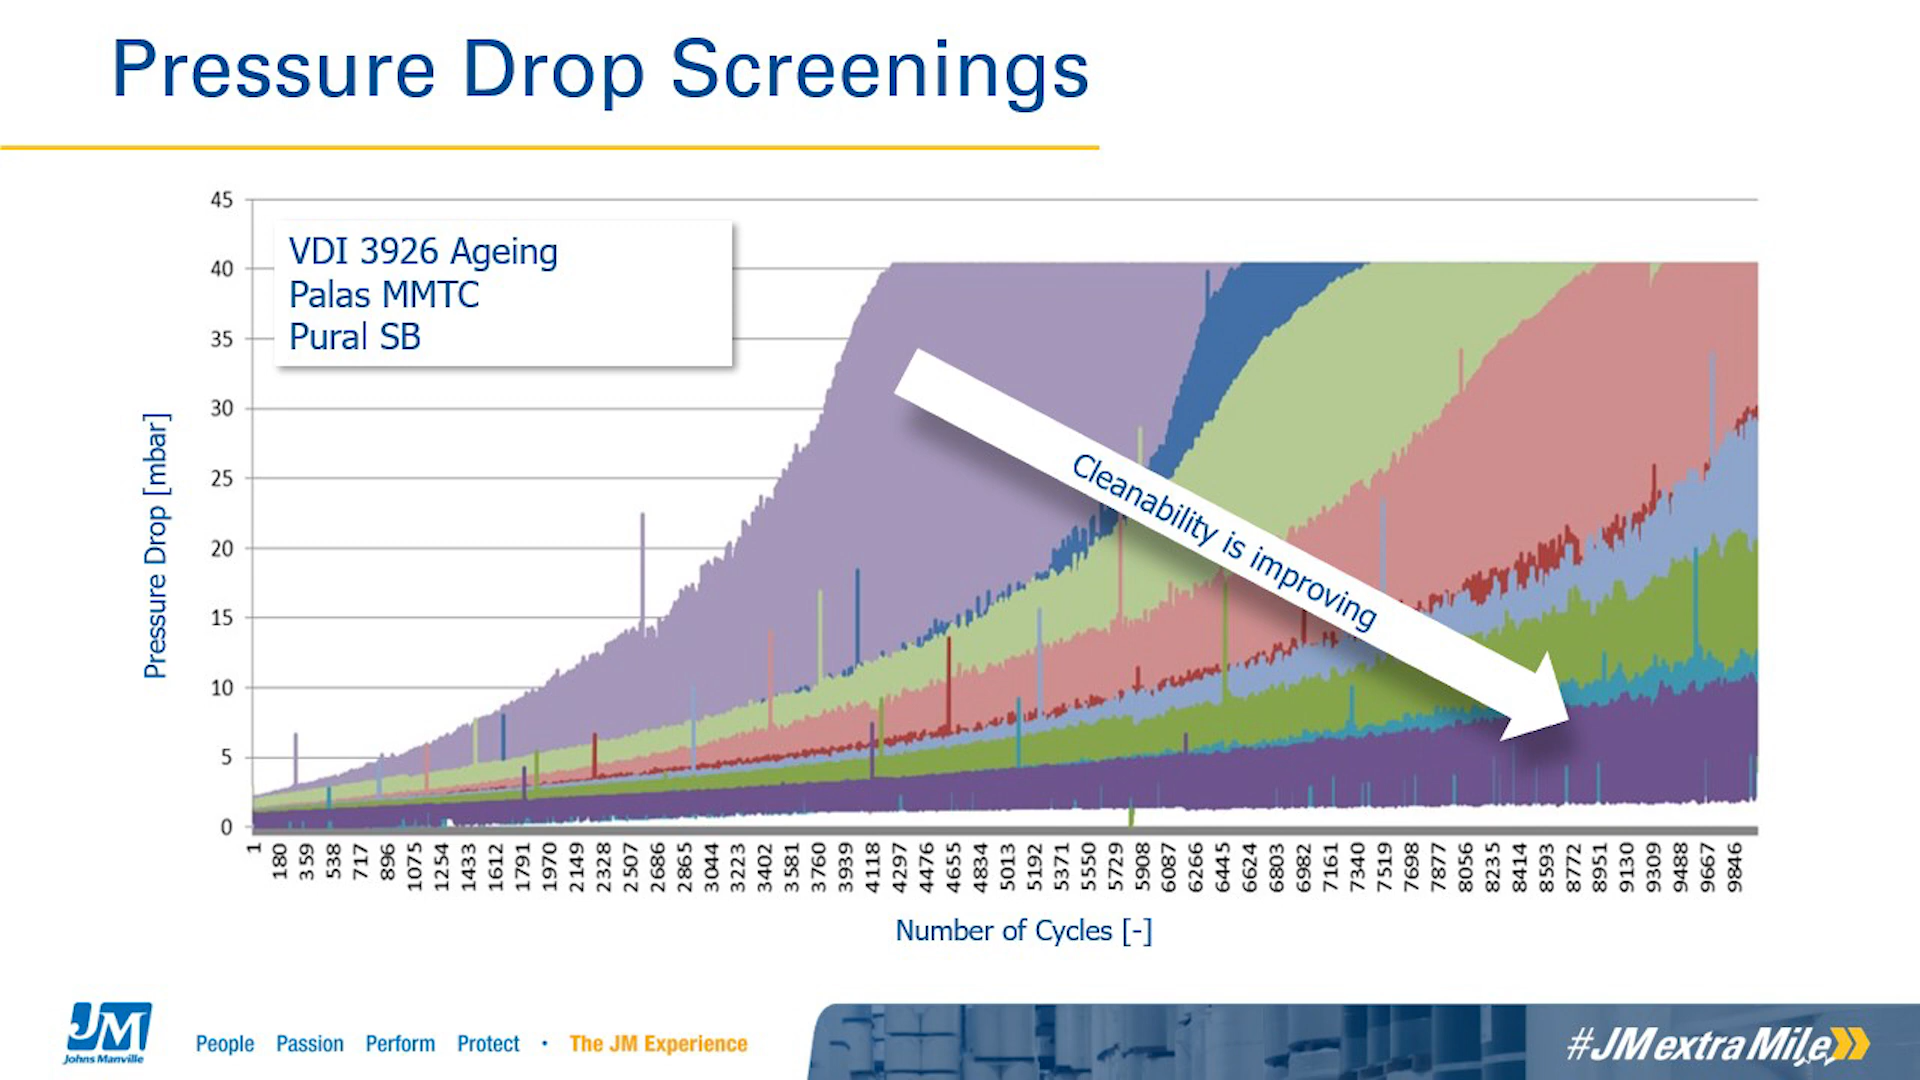 Pressure Drop Screenings
VDI 3926 Ageing
Palas MMTC
Pural SB
45
40
35
30
25
20
15
10
5
0
Pressure Drop [mbar]
Cleanability is improving
1 180 359 538 717 896 1075 1254 1433 1612 1791 1970 2149 2328 2507 2686 2865 3044 3223 3402 3581 3760 3939 4118 4297 4476 4655 4834 5013 5192 5371 5550 5729 5908 6087 6266 6445 6624 6803 6982 7161 7340 7519 7698 7877 8056 8235 8414 8593 8772 8951 9130 9309 9488 9667 9846
Number of Cycles [-]
JM
Johns Manville
People Passion Perform Protect • The JM Experience
#JMextraMile